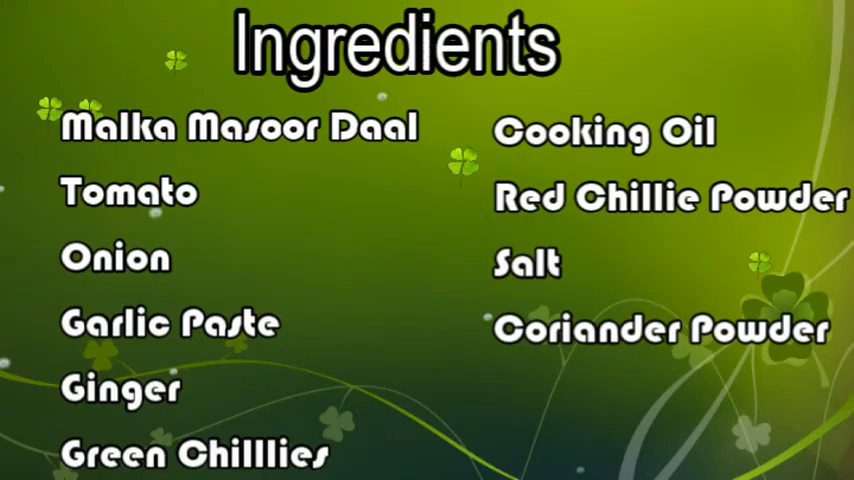 Ingredients
Malka Masoor Daal
Tomato
Onion
Garlic Paste
Ginger
Green Chilllies
Cooking Oil
Red Chillie Powder
Salt
Coriander Powder